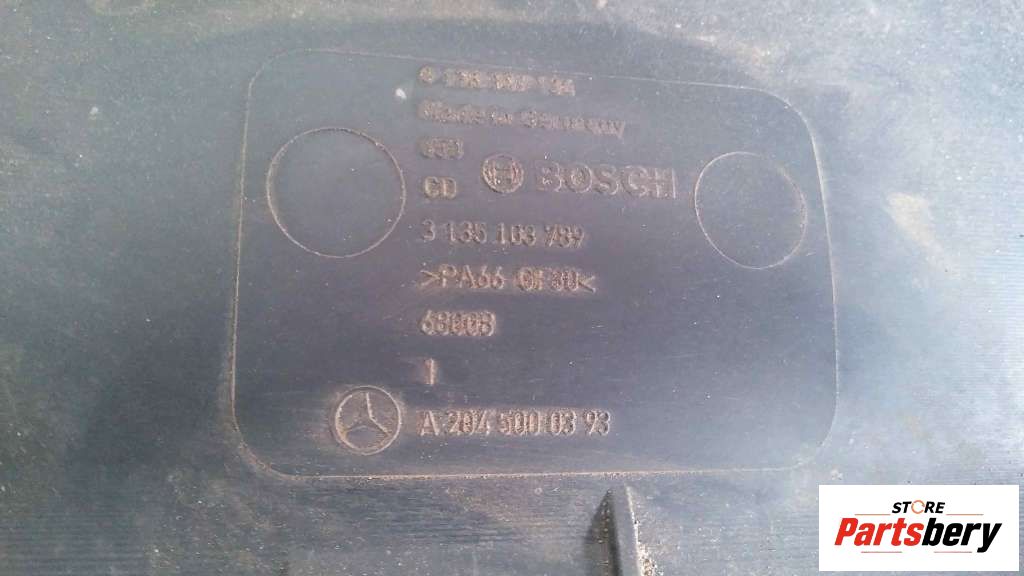 Made in Germany
CD BOSCH
3 135 103 789
>PA66 GF30<
1
A 204 500 03 93
STORE
Partsbery